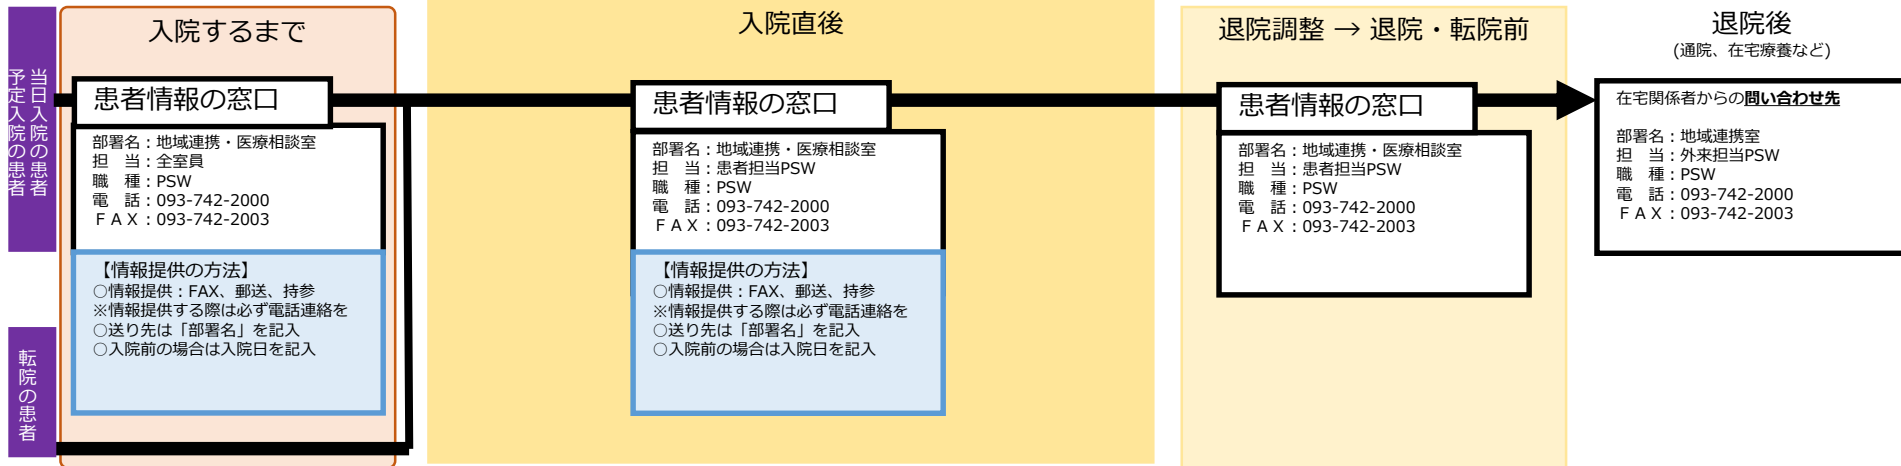 当日入院の患者
予定入院の患者
転院の患者
入院するまで
患者情報の窓口
部署名：地域連携・医療相談室
担　当：全室員
職　種：PSW
電　話：093-742-2000
ＦＡＸ：093-742-2003
【情報提供の方法】
○情報提供：FAX、郵送、持参
※情報提供する際は必ず電話連絡を
○送り先は「部署名」を記入
○入院前の場合は入院日を記入
入院直後
患者情報の窓口
部署名：地域連携・医療相談室
担　当：患者担当PSW
職　種：PSW
電　話：093-742-2000
ＦＡＸ：093-742-2003
【情報提供の方法】
○情報提供：FAX、郵送、持参
※情報提供する際は必ず電話連絡を
○送り先は「部署名」を記入
○入院前の場合は入院日を記入
退院調整 → 退院・転院前
患者情報の窓口
部署名：地域連携・医療相談室
担　当：患者担当PSW
職　種：PSW
電　話：093-742-2000
ＦＡＸ：093-742-2003
退院後
(通院、在宅療養など)
在宅関係者からの問い合わせ先
部署名：地域連携室
担　当：外来担当PSW
職　種：PSW
電　話：093-742-2000
ＦＡＸ：093-742-2003